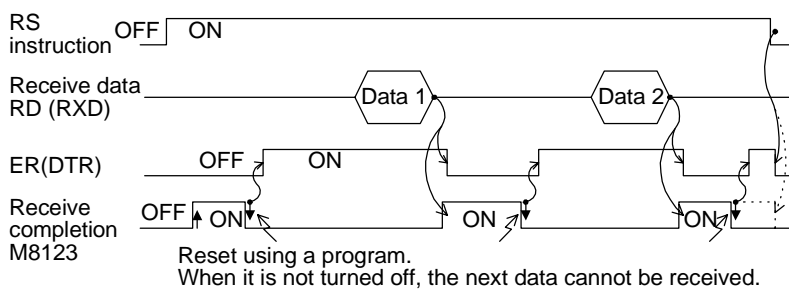 RS
instruction
OFF ON
Receive data
RD (RXD)
Data 1 Data 2
ER(DTR) OFF ON
Receive
completion
M8123
OFF ON ON ON
Reset using a program.
When it is not turned off, the next data cannot be received.